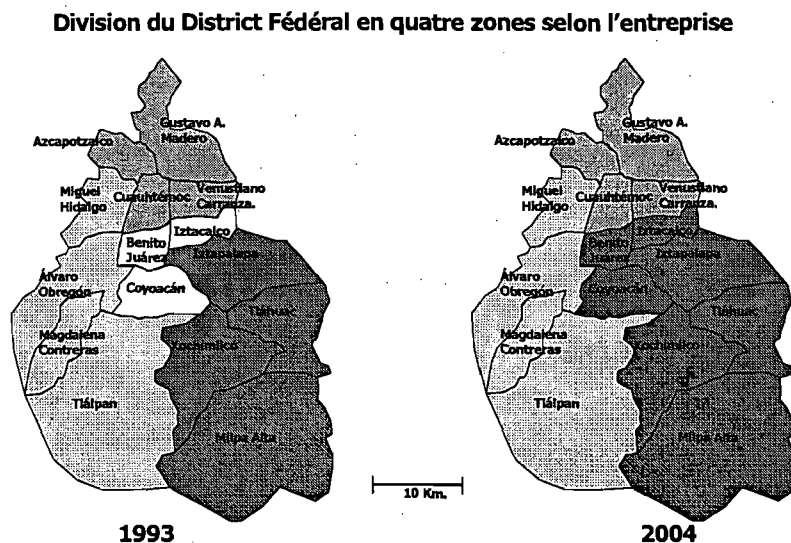 Division du District Fédéral en quatre zones selon l'entreprise
Gustavo A.
Madero
Azcapotzalco
Miguel
Hidalgo
Cuauhtémoc
Venustiano
Carrauza.
Iztacalco
Benito
Juárez
Iztapalapa
Álvaro
Obregón
Coyoacán
Tláhuac
Magdalena
Contreras
Xochimilco
Tlálpan
Milpa Alta
1993
10 Km.
Gustavo A.
Madero
Azcapotzalco
Miguel
Hidalgo
Cuauhtémoc
Venustiano
Carrauza.
Iztacalco
Benito
Juárez
Iztapalapa
Álvaro
Obregón
Coyoacán
Tláhuac
Magdalena
Contreras
Xochimilco
Tlálpan
Milpa Alta
2004